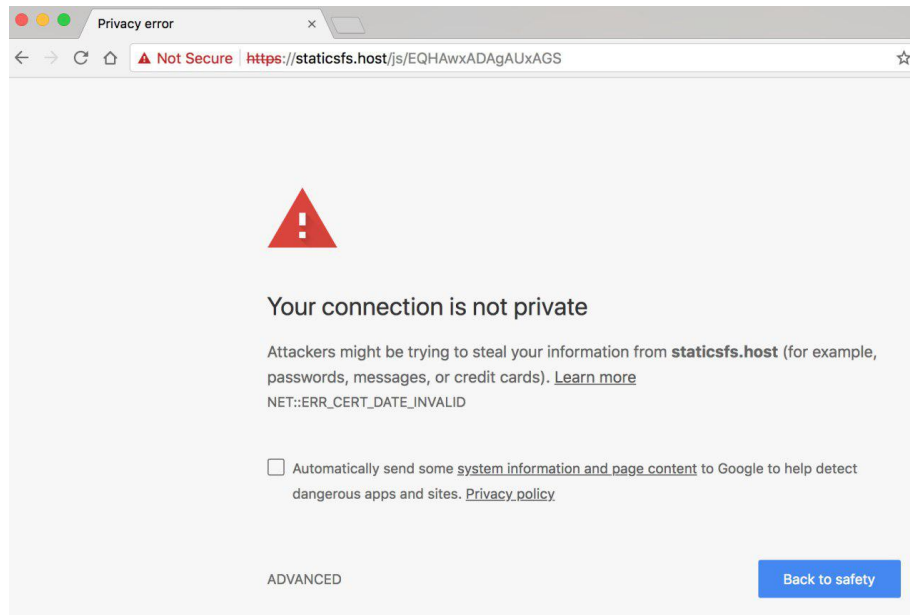 Privacy error
Not Secure https://staticsfs.host/js/EQHAwxADAgAUxAGS
Your connection is not private
Attackers might be trying to steal your information from staticsfs.host (for example,
passwords, messages, or credit cards). Learn more
NET::ERR_CERT_DATE_INVALID
Automatically send some system information and page content to Google to help detect
dangerous apps and sites. Privacy policy
ADVANCED Back to safety